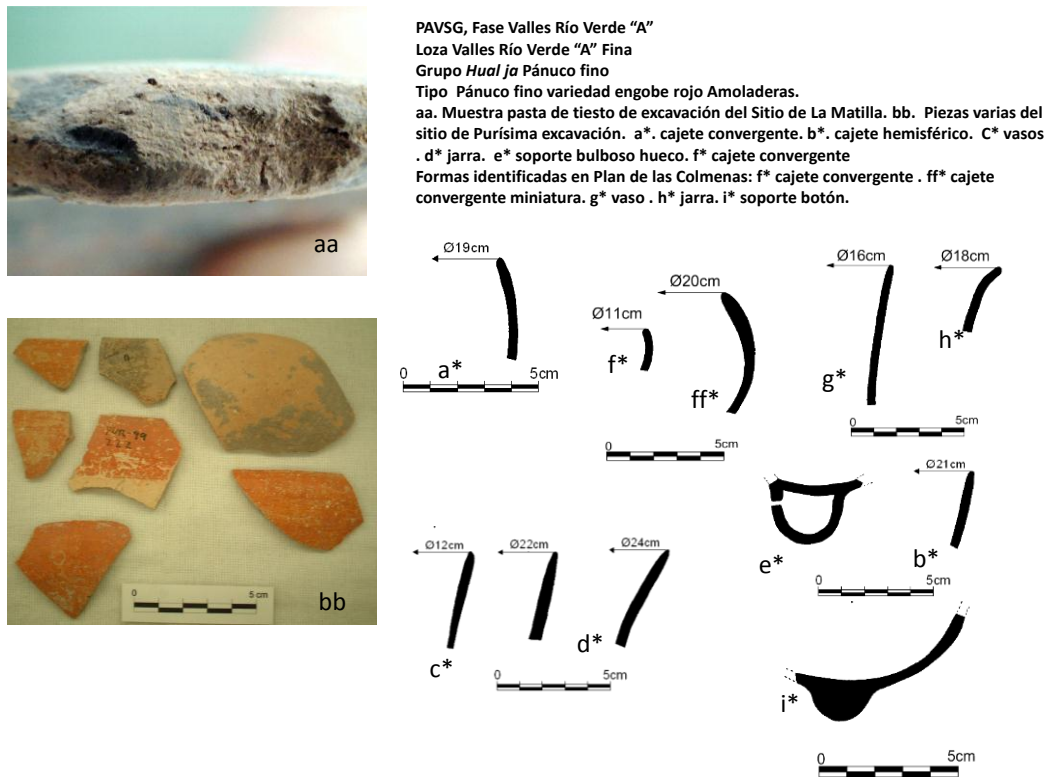 PAVSG, Fase Valles Río Verde “A”
Loza Valles Río Verde “A” Fina
Grupo Hual ja Pánuco fino
Tipo Pánuco fino variedad engobe rojo Amoladeras.
aa. Muestra pasta de tiesto de excavación del Sitio de La Matilla. bb. Piezas varias del
sitio de Purísima excavación. a*. cajete convergente. b*. cajete hemisférico. C* vasos
. d* jarra. e* soporte bulboso hueco. f* cajete convergente
Formas identificadas en Plan de las Colmenas: f* cajete convergente . ff* cajete
convergente miniatura. g* vaso . h* jarra. i* soporte botón.
aa
Ø19cm
a*
0 5cm
Ø11cm
f*
Ø20cm
ff*
0 5cm
Ø16cm
g*
Ø18cm
h*
0 5cm
222
0 5 cm
bb
Ø12cm
c*
Ø22cm
Ø24cm
d*
0 5cm
e*
Ø21cm
b*
0 5cm
i*
0 5cm